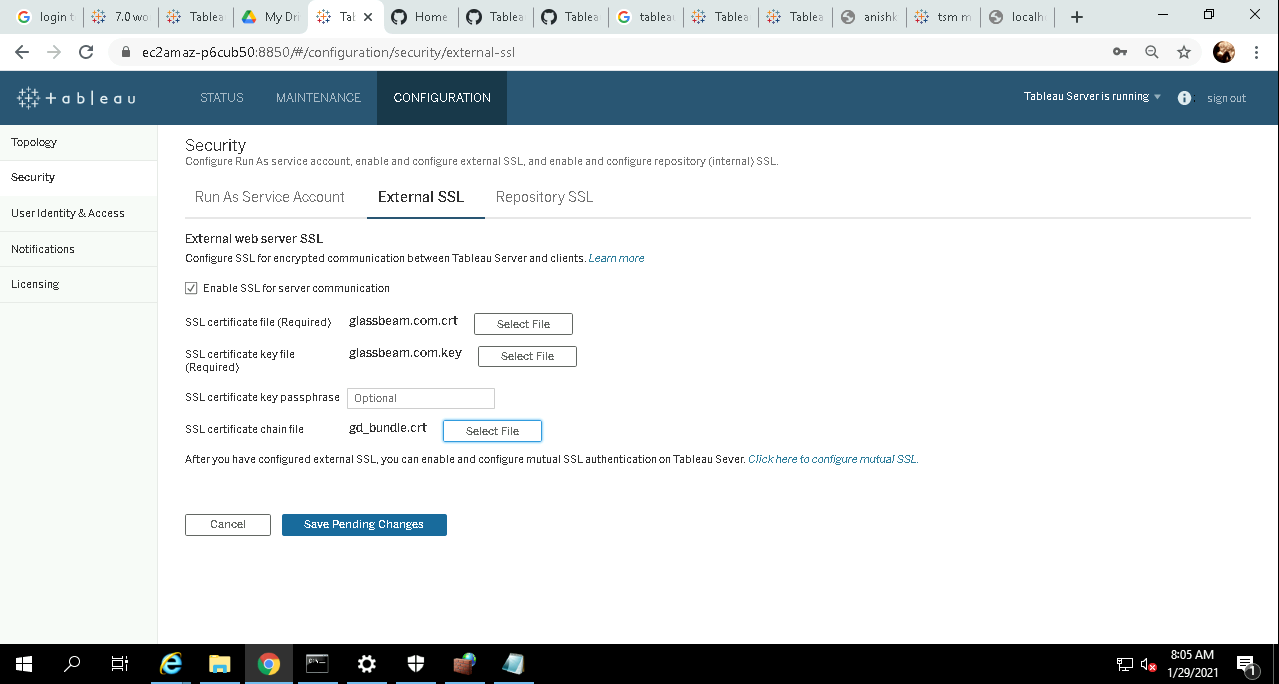 login t
7.0 wo
Tablea
My Dri
Tal
Home
Tablea
Tablea
tablea
Tablea
Tablea
anish
tsm m
localh
ec2amaz-p6cub50:8850/#/configuration/security/external-ssl
+ a b l e a u
STATUS
MAINTENANCE
CONFIGURATION
Tableau Server is running
sign out
Topology
Security
User Identity & Access
Notifications
Licensing
Security
Configure Run As service account, enable and configure external SSL, and enable and configure repository (internal) SSL.
Run As Service Account
External SSL
Repository SSL
External web server SSL
Configure SSL for encrypted communication between Tableau Server and clients. Learn more
Enable SSL for server communication
SSL certificate file (Required)
glassbeam.com.crt
Select File
SSL certificate key file
(Required)
glassbeam.com.key
Select File
SSL certificate key passphrase
Optional
SSL certificate chain file
gd_bundle.crt
Select File
After you have configured external SSL, you can enable and configure mutual SSL authentication on Tableau Sever. Click here to configure mutual SSL.
Cancel
Save Pending Changes
8:05 AM
1/29/2021
1